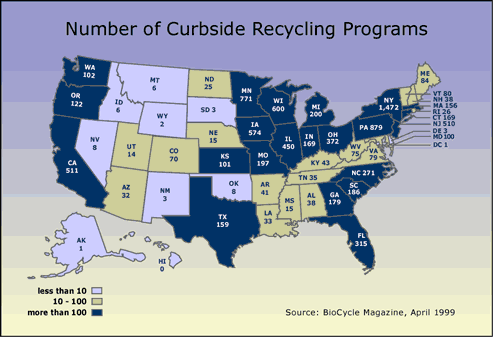 Number of Curbside Recycling Programs
WA
102
OR
122
CA
511
ID
6
NV
8
MT
6
WY
2
UT
14
AZ
32
CO
70
NM
3
ND
25
SD 3
NE
15
KS
101
OK
8
TX
159
MN
771
IA
574
MO
197
AR
41
LA
33
WI
600
IL
450
MS
15
MI
200
IN
169
OH
372
KY 43
TN 35
AL
38
GA
179
FL
315
SC
186
NC 271
VA
79
WV
75
PA 879
NY
1,472
ME
84
VT 80
NH 38
MA 156
RI 26
CT 169
NJ 510
DE 3
MD 100
DC 1
AK
1
HI
0
less than 10
10 - 100
more than 100
Source: BioCycle Magazine, April 1999